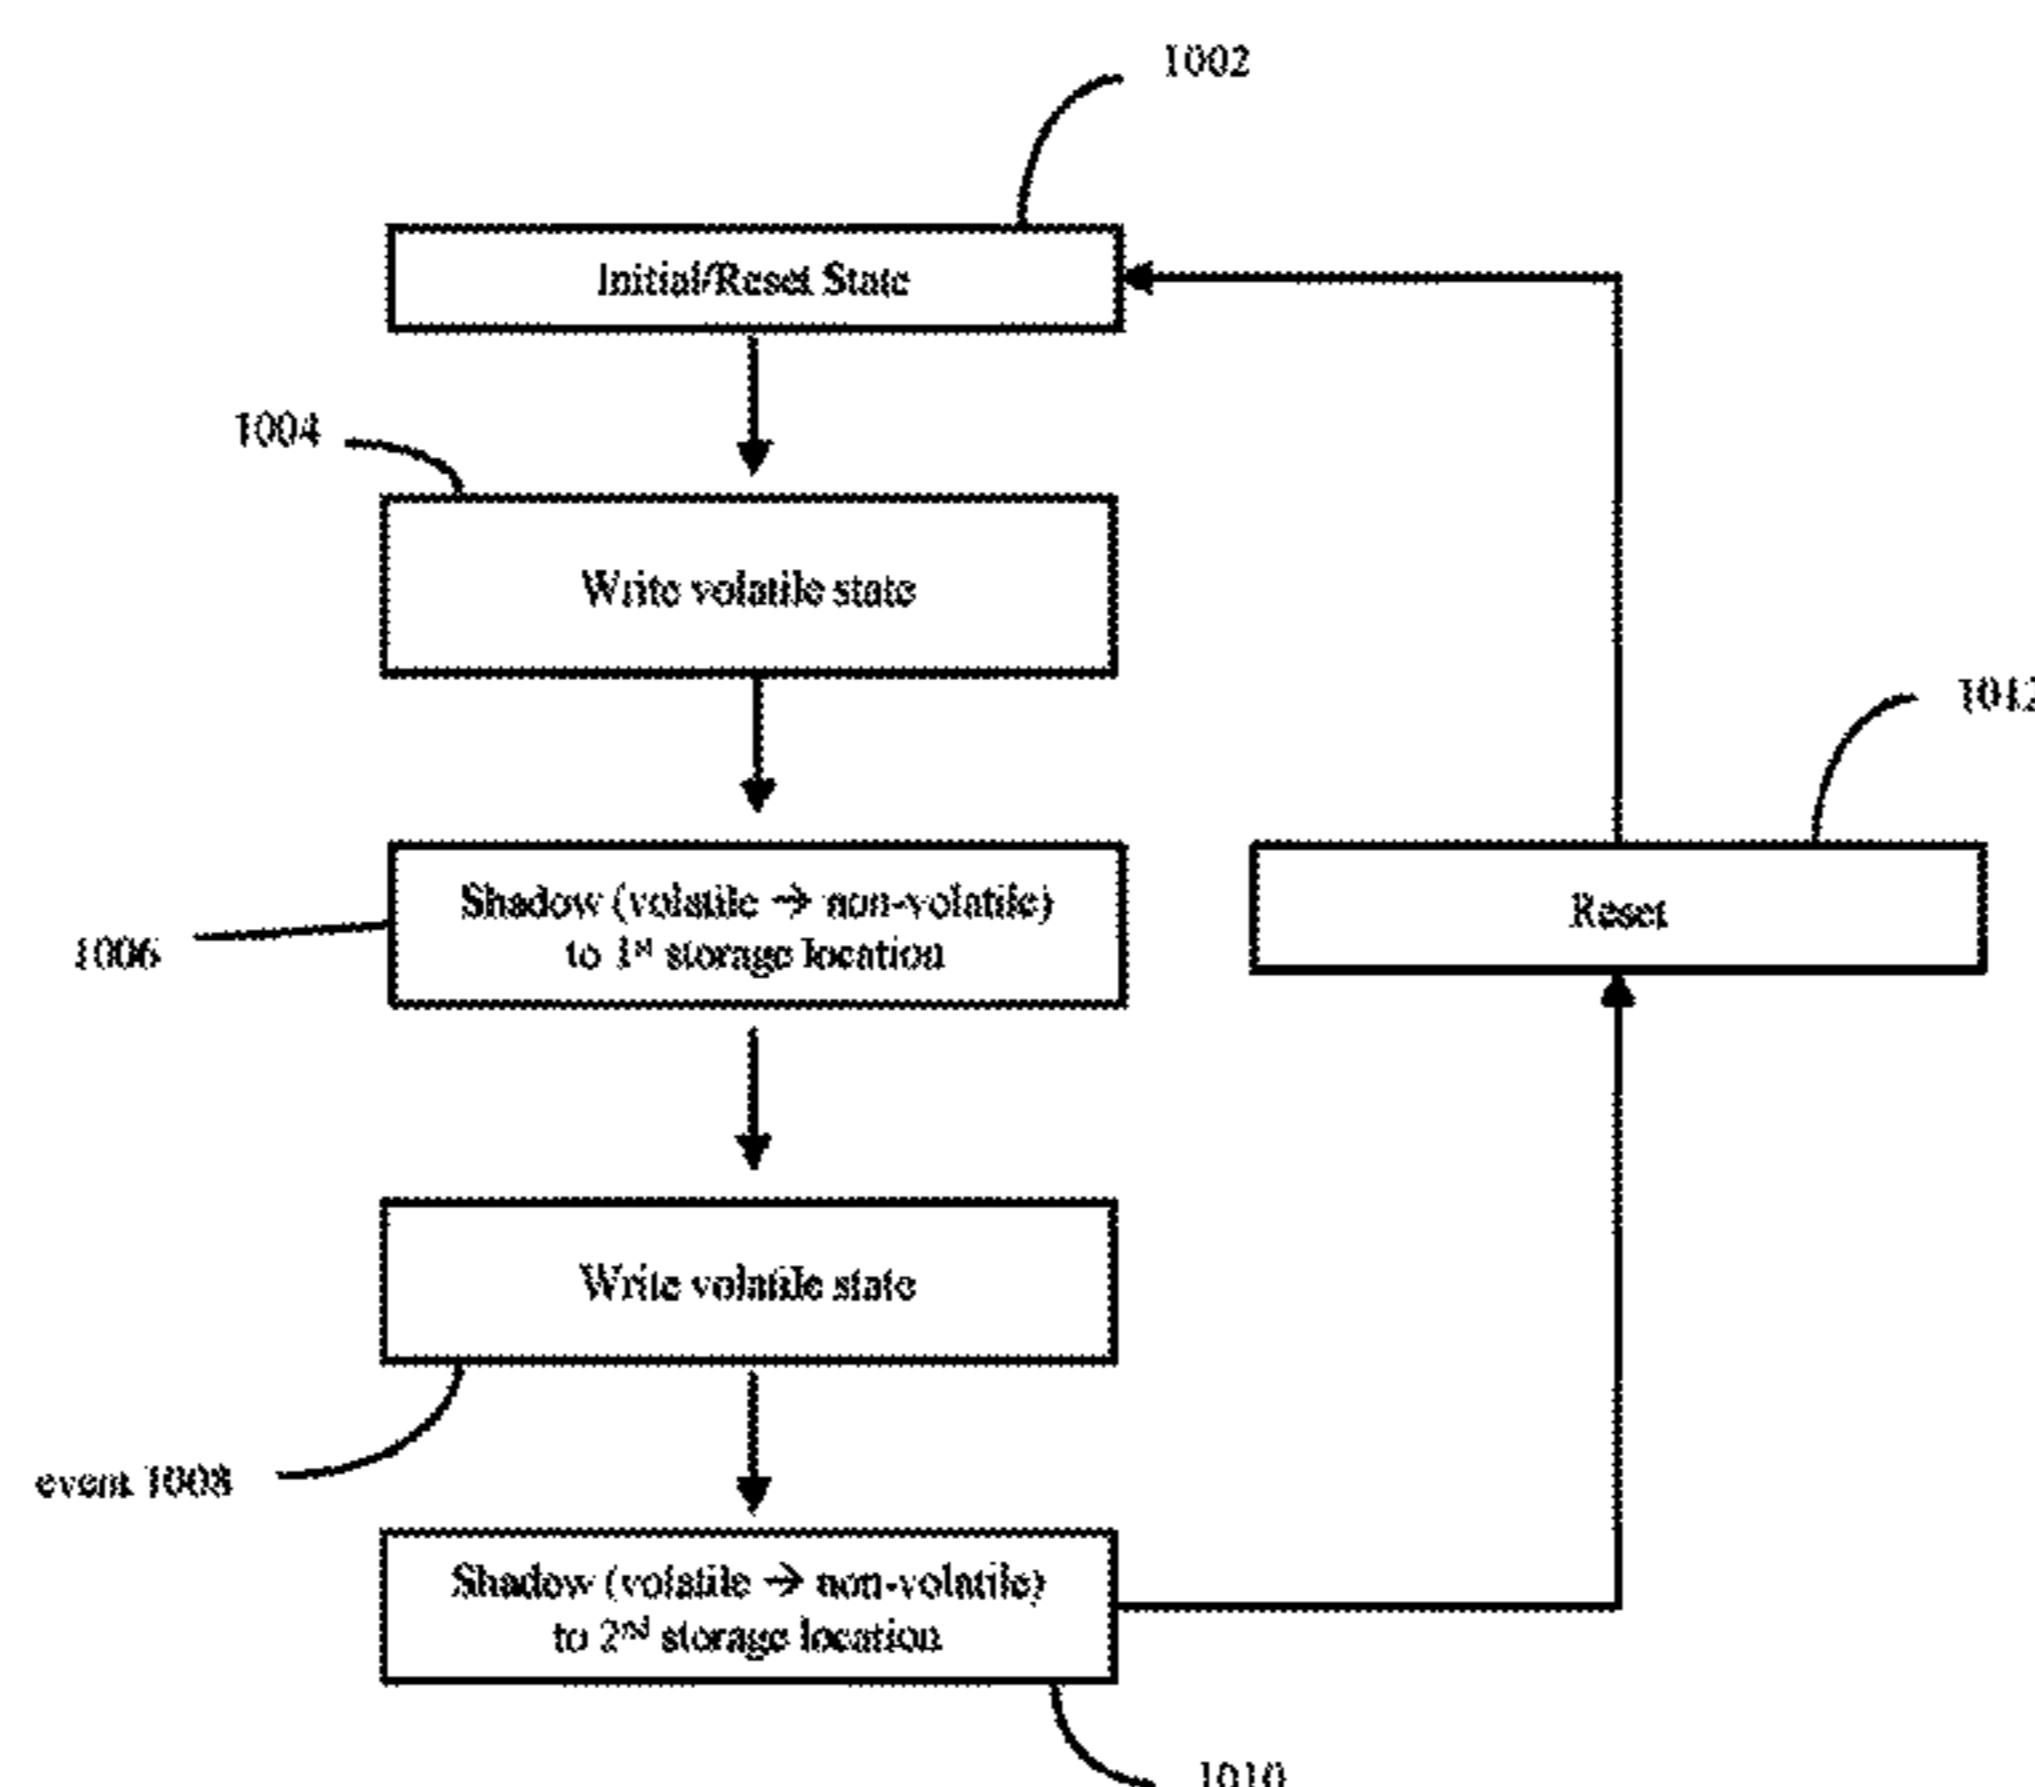 1002
Initial/Reset State
1004
Write volatile state
1012
Shadow (volatile → non-volatile)
to 1st storage location
Reset
1006
Write volatile state
event 1008
Shadow (volatile → non-volatile)
to 2nd storage location
1010